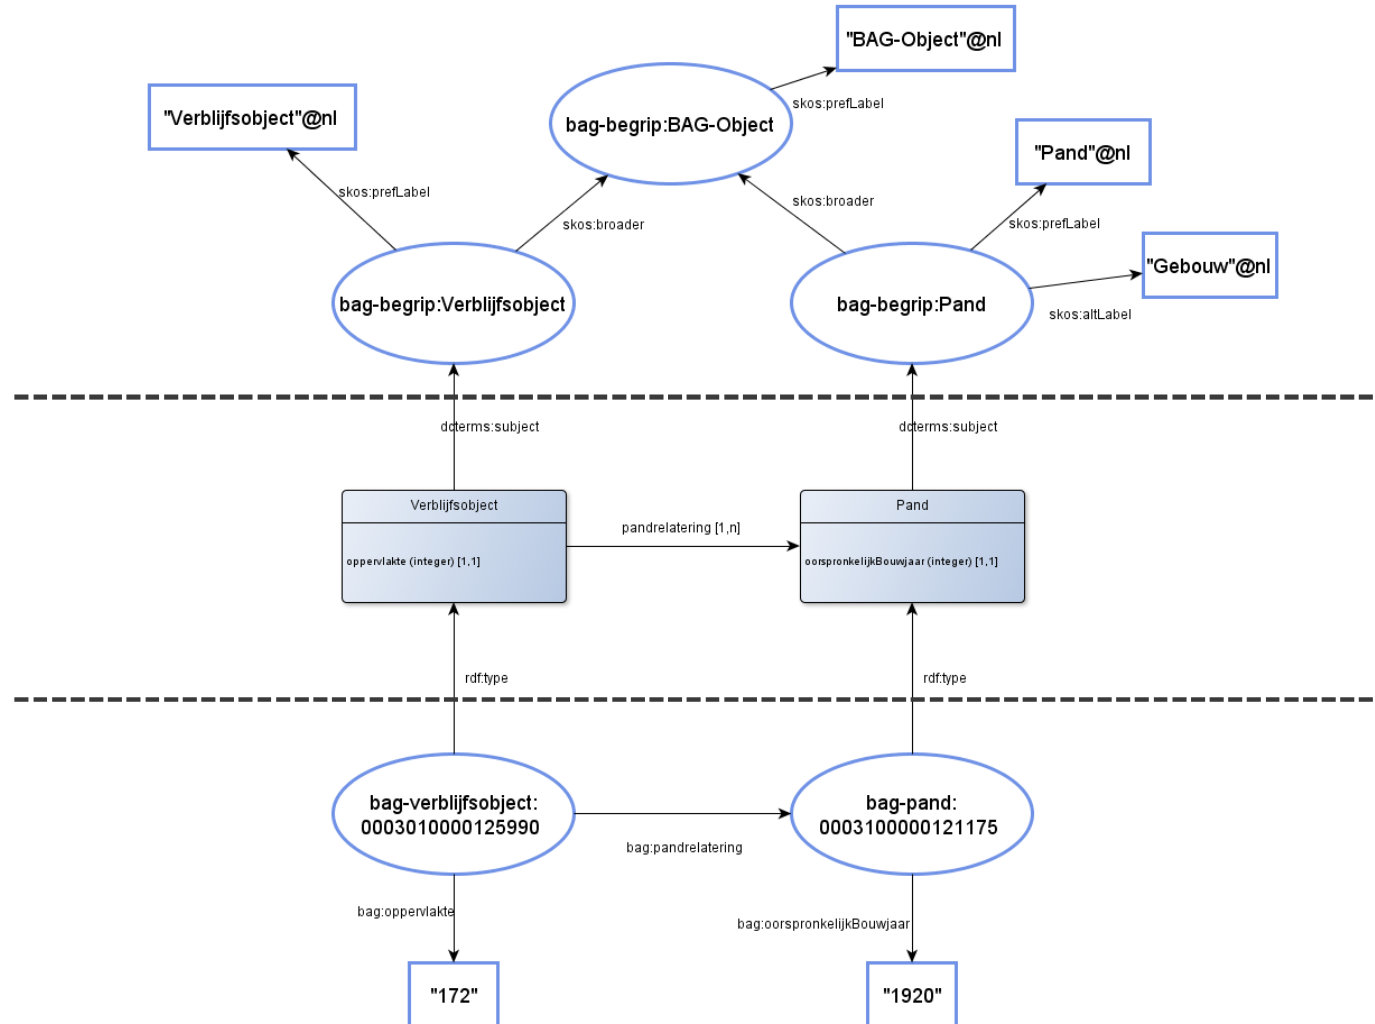 "BAG-Object"@nl
"Verblijfsobject"@nl
skos:prefLabel
bag-begrip:BAG-Object
"Pand"@nl
skos:prefLabel
skos:broader
skos:broader
skos:prefLabel
"Gebouw"@nl
bag-begrip:Verblijfsobject
bag-begrip:Pand
skos:altLabel
dcterms:subject
dcterms:subject
Verblijfsobject
Pand
pandrelatering [1,n]
oppervlakte (integer) [1,1]
oorspronkelijkBouwjaar (integer) [1,1]
rdf:type
rdf:type
bag-verblijfsobject:
0003010000125990
bag-pand:
0003100000121175
bag:pandrelatering
bag:oppervlakte
bag:oorspronkelijkBouwjaar
"172"
"1920"